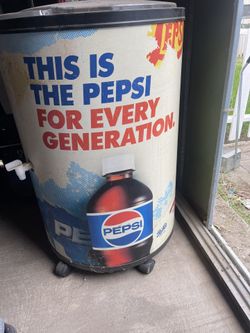 THIS IS
THE PEPSI
FOR EVERY
GENERATION.
PEPSI